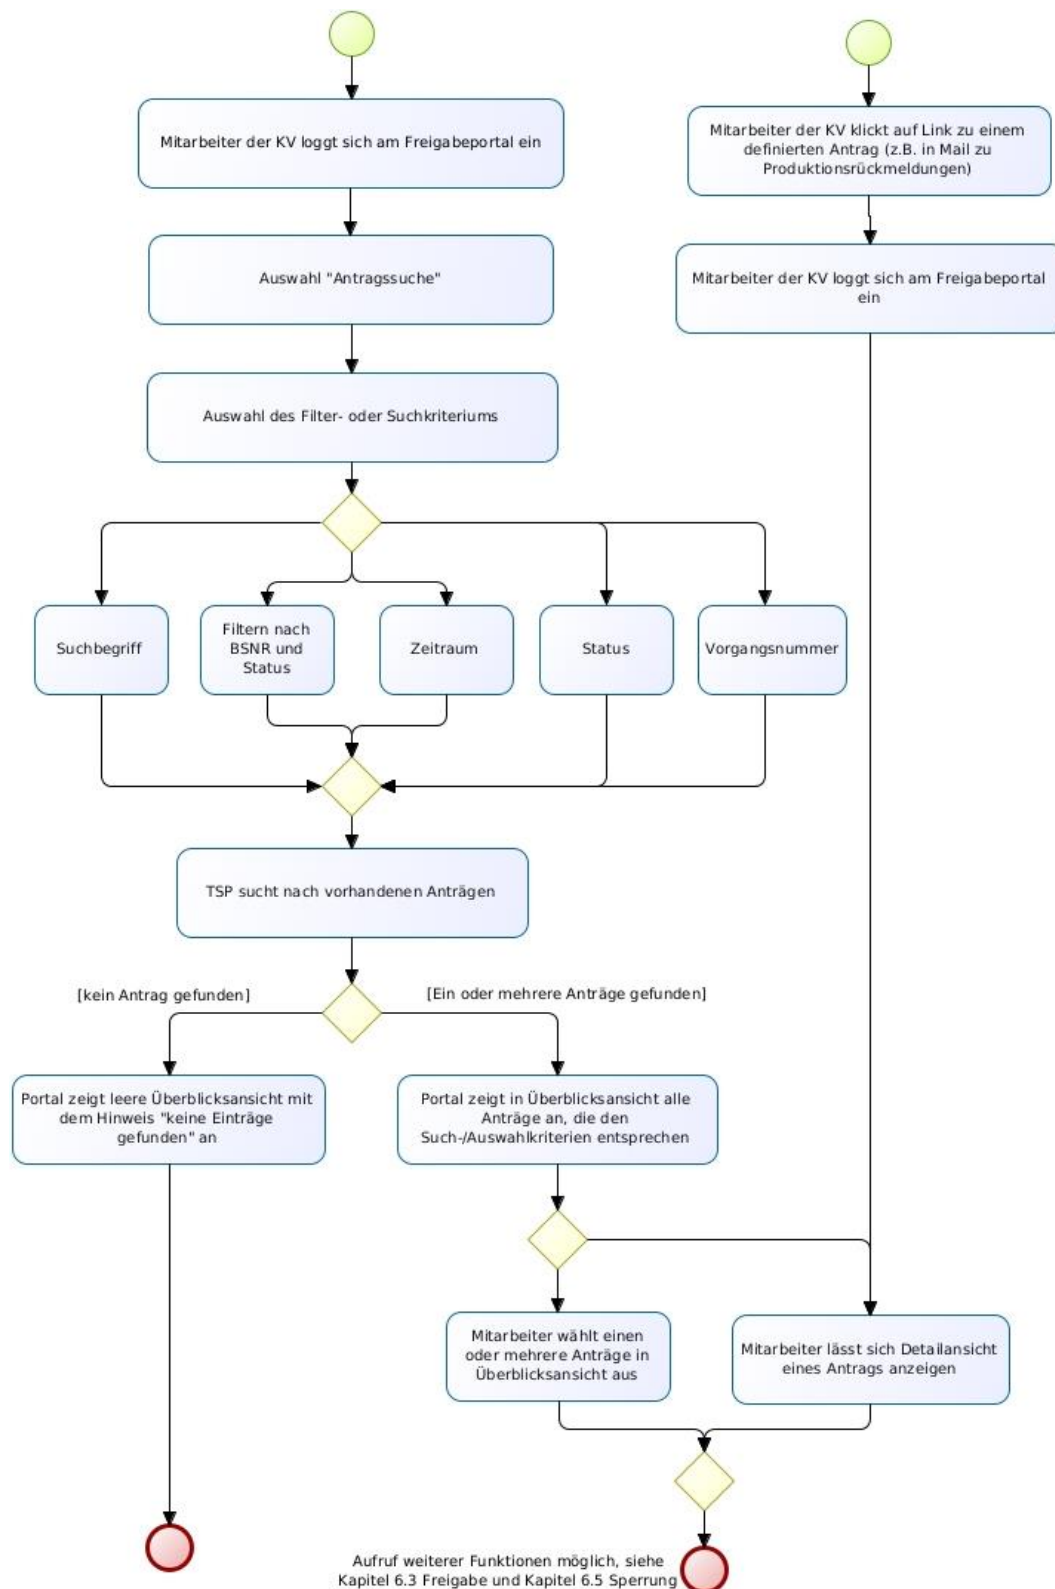 Mitarbeiter der KV loggt sich am Freigabeportal ein
Mitarbeiter der KV klickt auf Link zu einem
definierten Antrag (z.B. in Mail zu
Produktionsrückmeldungen)
Auswahl "Antragssuche"
Mitarbeiter der KV loggt sich am Freigabeportal
ein
Auswahl des Filter- oder Suchkriteriums
Suchbegriff
Filtern nach
BSNR und
Status
Zeitraum
Status
Vorgangsnummer
TSP sucht nach vorhandenen Anträgen
[kein Antrag gefunden]
[Ein oder mehrere Anträge gefunden]
Portal zeigt leere Überblicksansicht mit
dem Hinweis "keine Einträge
gefunden" an
Portal zeigt in Überblicksansicht alle
Anträge an, die den
Such-/Auswahlkriterien entsprechen
Mitarbeiter wählt einen
oder mehrere Anträge in
Überblicksansicht aus
Mitarbeiter lässt sich Detailansicht
eines Antrags anzeigen
Aufruf weiterer Funktionen möglich, siehe
Kapitel 6.3 Freigabe und Kapitel 6.5 Sperrung